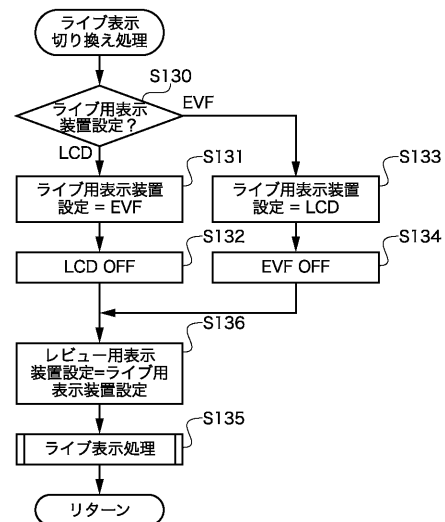 ライブ表示
切り換え処理
S130
ライブ用表示
装置設定？
EVF
LCD
S131
ライブ用表示装置
設定 = EVF
S133
ライブ用表示装置
設定 = LCD
S132
LCD OFF
S134
EVF OFF
S136
レビュー用表示
装置設定=ライブ用
表示装置設定
S135
ライブ表示処理
リターン